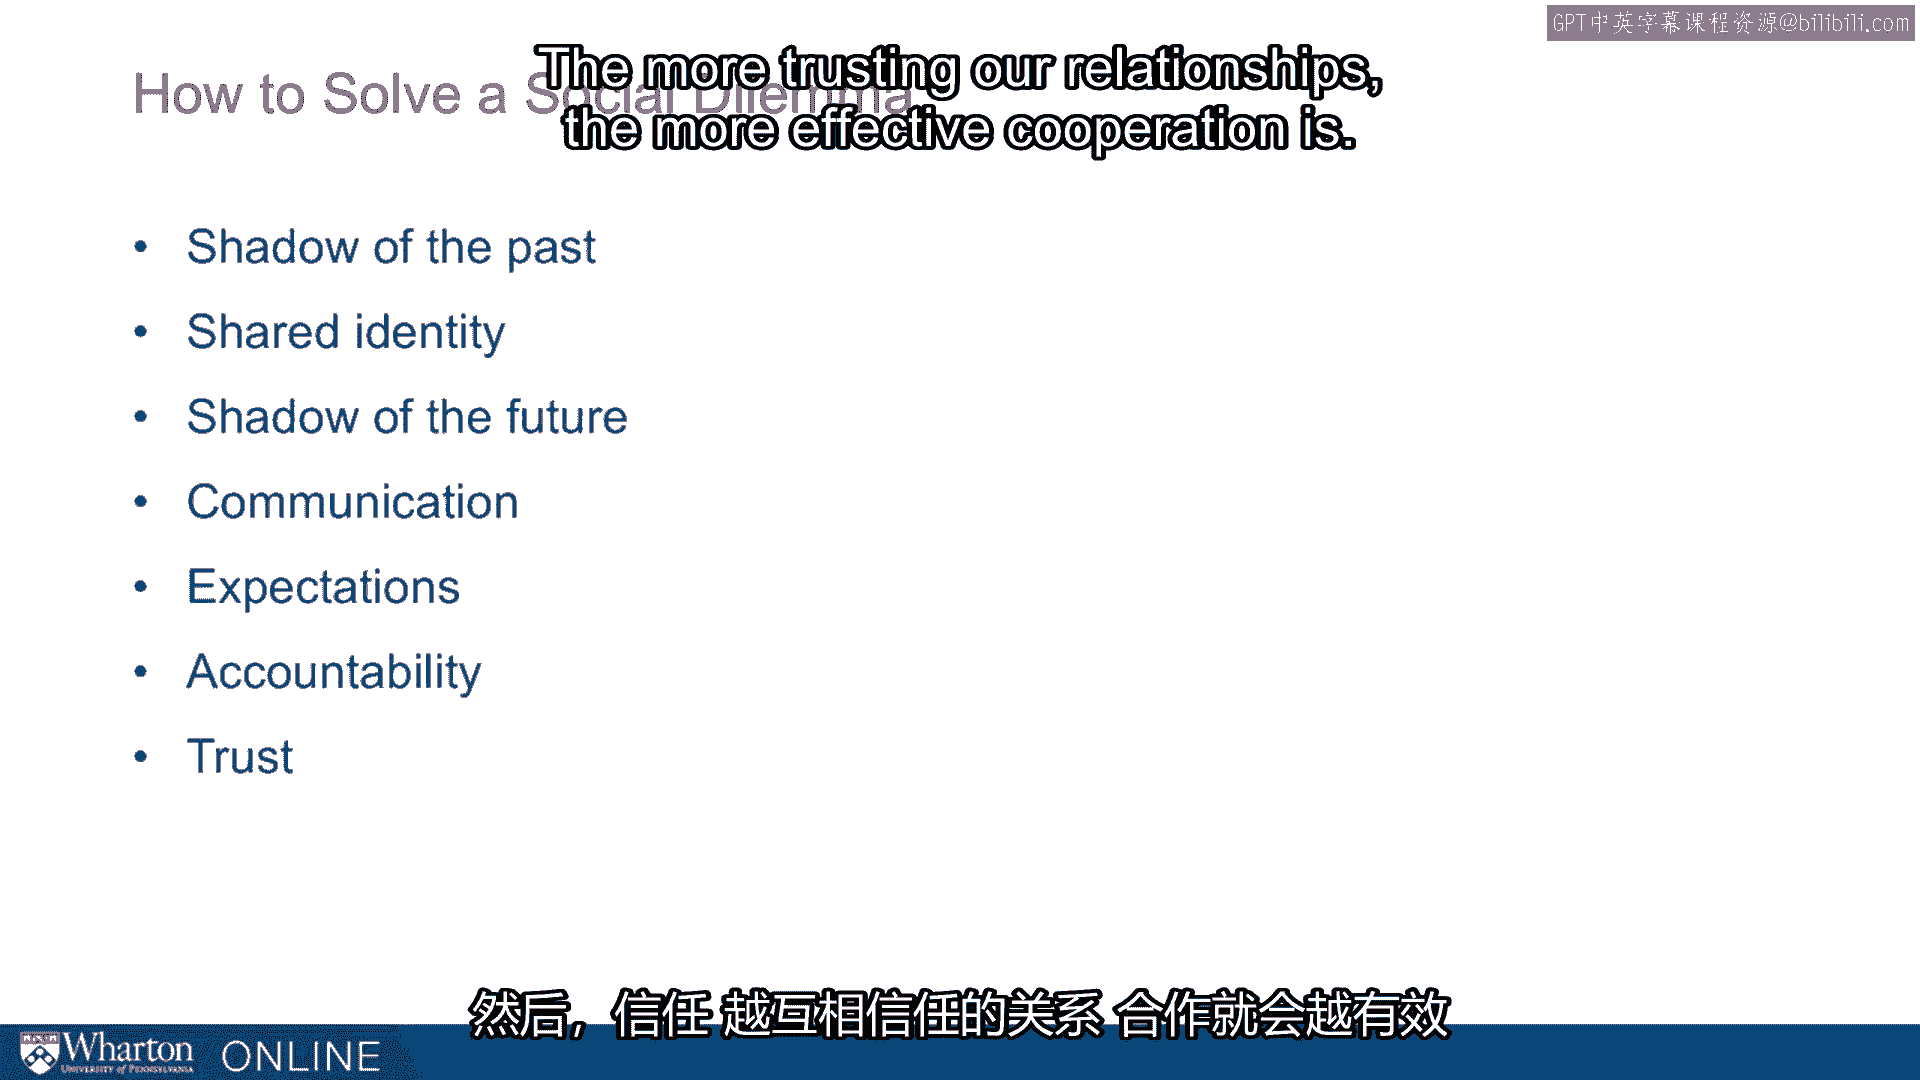 GPT中英字幕课程资源@bilibili.com
How to Solve a Social Dilemma
The more trusting our relationships,
the more effective cooperation is.
• Shadow of the past
• Shared identity
• Shadow of the future
• Communication
• Expectations
• Accountability
• Trust
然后，信任 越互相信任的关系 合作就会越有效
Wharton ONLINE
UNIVERSITY of PENNSYLVANIA